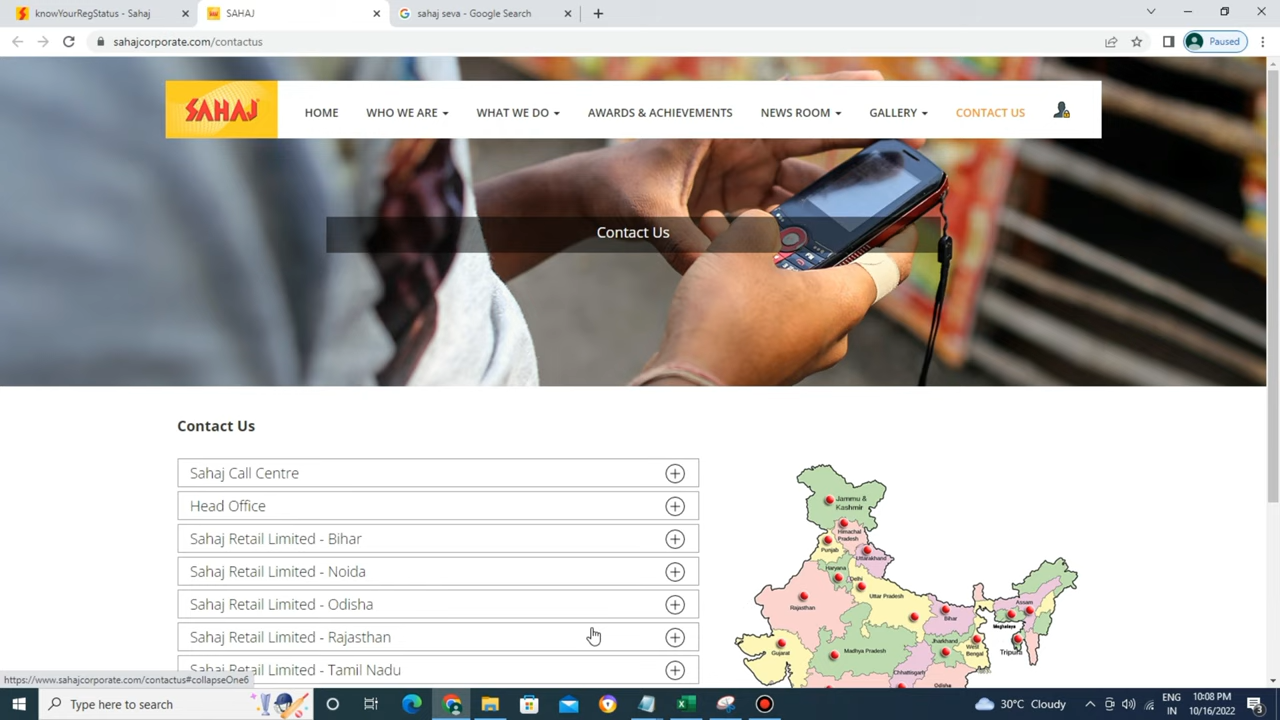 knowYourRegStatus - Sahaj
SAHAJ
sahaj seva - Google Search
sahajcorporate.com/contactus
Paused
SAHAJ
HOME
WHO WE ARE
WHAT WE DO
AWARDS & ACHIEVEMENTS
NEWS ROOM
GALLERY
CONTACT US
Contact Us
Contact Us
Sahaj Call Centre
Head Office
Sahaj Retail Limited - Bihar
Sahaj Retail Limited - Noida
Sahaj Retail Limited - Odisha
Sahaj Retail Limited - Rajasthan
Sahaj Retail Limited - Tamil Nadu
Jammu &
Kashmir
Himachal
Pradesh
Punjab
Uttarakhand
Haryana
Delhi
Rajasthan
Uttar Pradesh
Assam
Bihar
Meghalaya
Gujarat
Madhya Pradesh
Jharkhand
West
Bengal
Tripura
Chhattisgarh
Odisha
https://www.sahajcorporate.com/contactus#collapseOne6
Type here to search
30°C Cloudy
ENG
IN
10:08 PM
10/16/2022
3